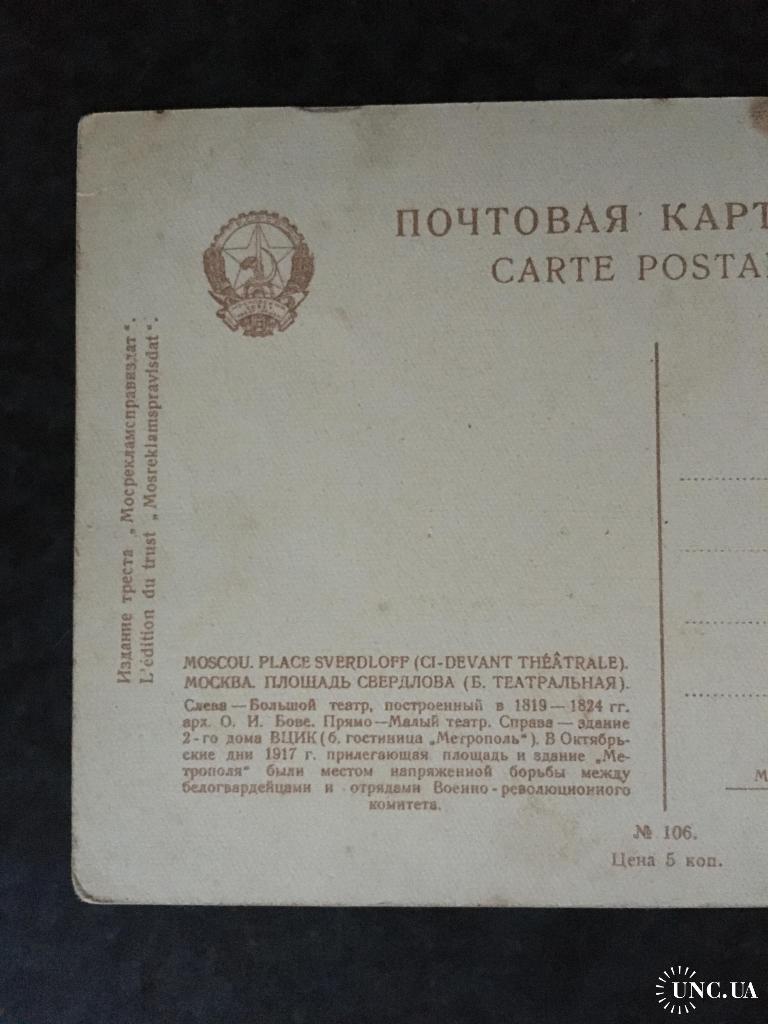 ПОЧТОВАЯ КАРТ
CARTE POSTA
Издание треста „Мосрекламсправиздат“.
L'édition du trust „Mosreklamspravisdat“.
MOSCOU. PLACE SVERDLOFF (CI-DEVANT THÉÂTRALE).
МОСКВА. ПЛОЩАДЬ СВЕРДЛОВА (Б. ТЕАТРАЛЬНАЯ).
Слева — Большой театр, построенный в 1819 — 1824 гг.
арх. О. И. Бове. Прямо — Малый театр. Справа — здание
2-го дома ВЦИК (б. гостиница „Метрополь“). В Октябрь-
ские дни 1917 г. прилегающая площадь и здание „Ме-
трополя“ были местом напряженной борьбы между
белогвардейцами и отрядами Военно-революционного
комитета.
М
№ 106.
Цена 5 коп.
UNC.UA